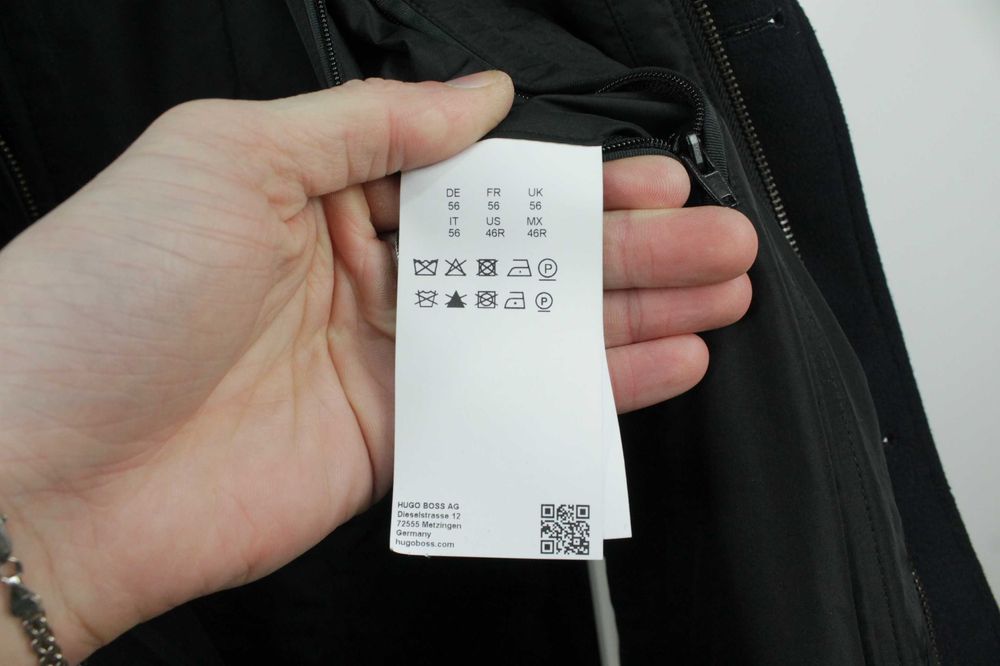 DE FR UK
56 56 56
IT US MX
56 46R 46R
P
P
HUGO BOSS AG
Dieselstrasse 12
72555 Metzingen
Germany
hugoboss.com